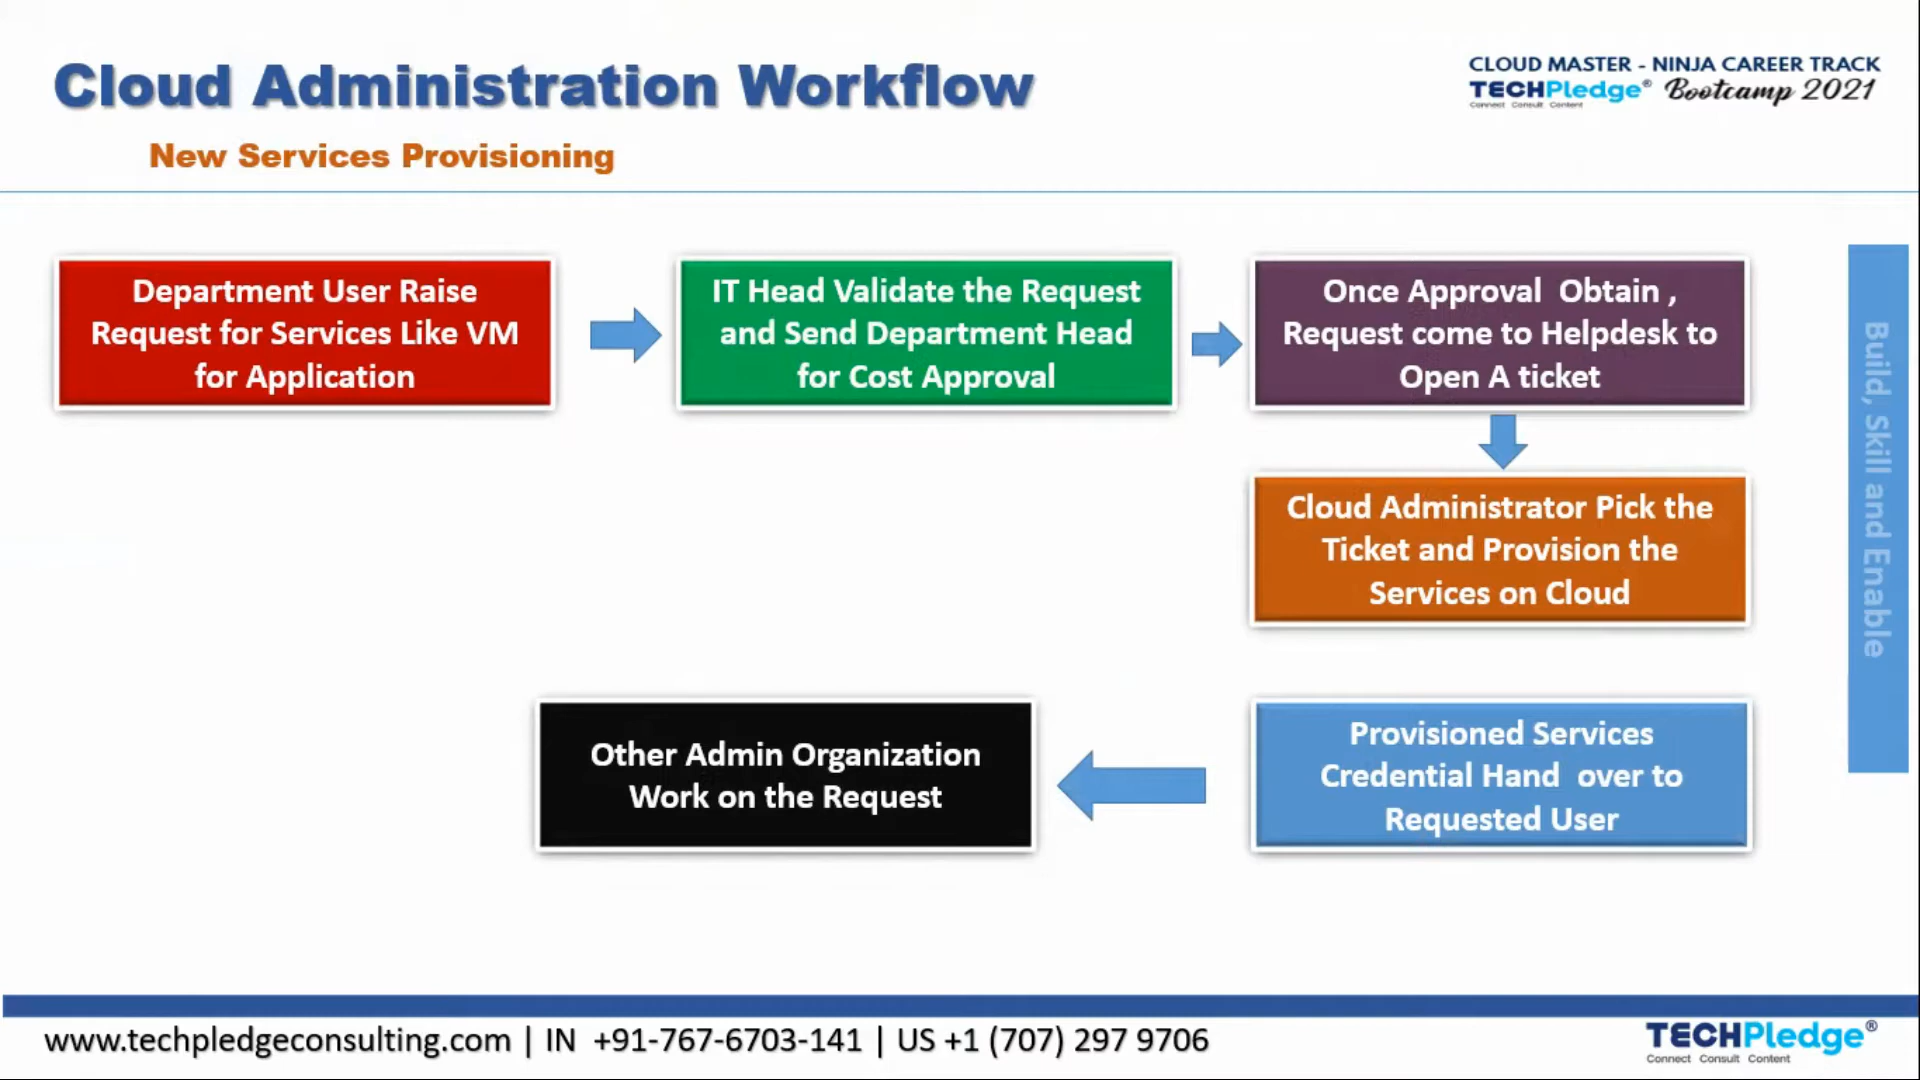 Cloud Administration Workflow
CLOUD MASTER - NINJA CAREER TRACK
TECHPledge® Bootcamp 2021
Connect Consult Content
New Services Provisioning
Department User Raise
Request for Services Like VM
for Application
IT Head Validate the Request
and Send Department Head
for Cost Approval
Once Approval Obtain ,
Request come to Helpdesk to
Open A ticket
Cloud Administrator Pick the
Ticket and Provision the
Services on Cloud
Provisioned Services
Credential Hand over to
Requested User
Other Admin Organization
Work on the Request
Build, Skill and Enable
www.techpledgeconsulting.com | IN +91-767-6703-141 | US +1 (707) 297 9706
TECHPledge®
Connect Consult Content